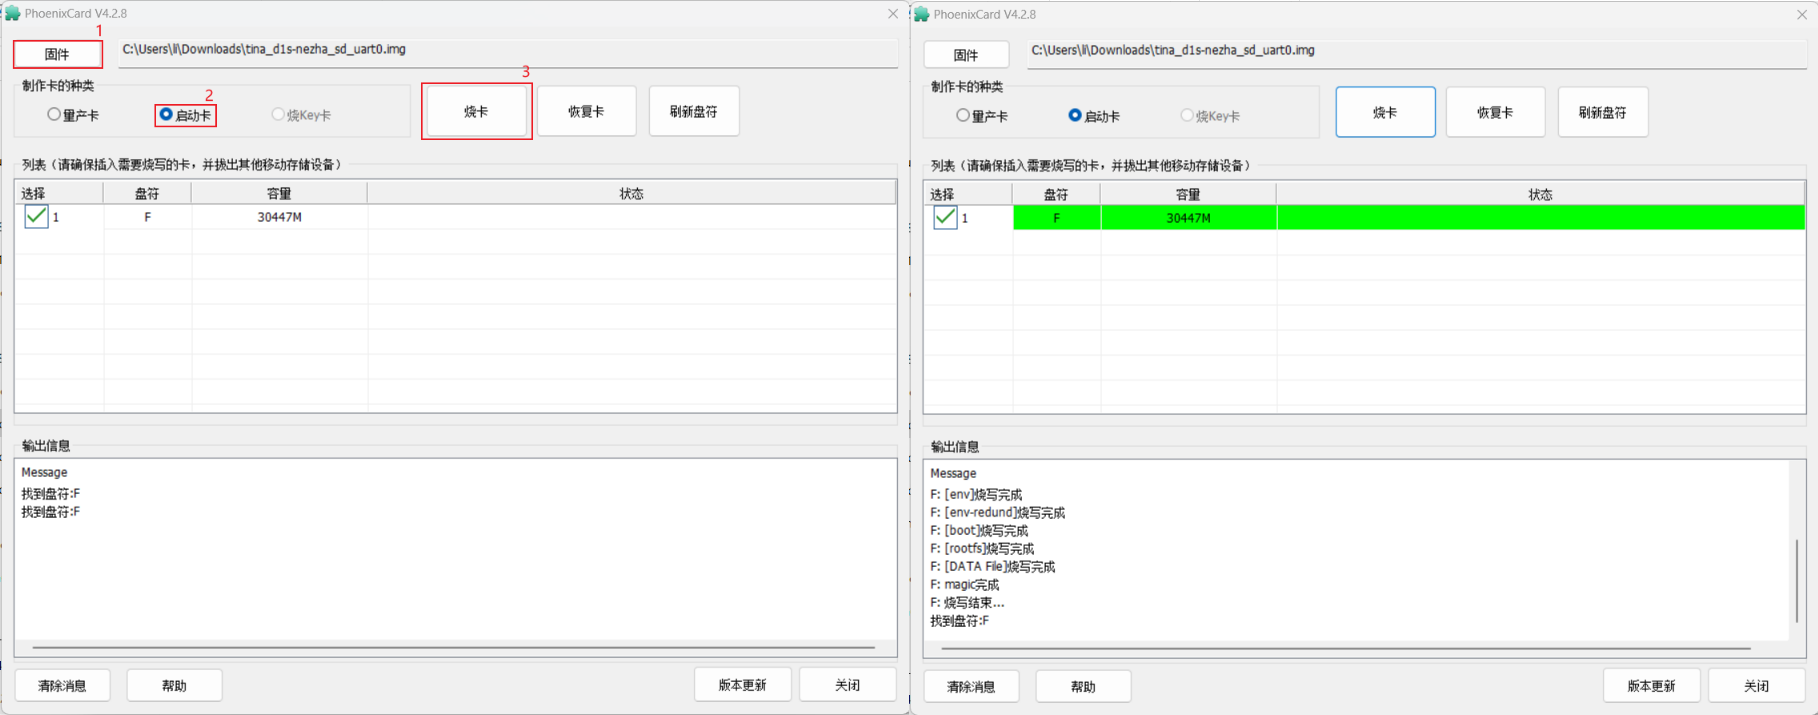 PhoenixCard V4.2.8
1
固件
C:\Users\li\Downloads\tina_d1s-nezha_sd_uart0.img
制作卡的种类
2
3
量产卡
启动卡
烧Key卡
烧卡
恢复卡
刷新盘符
列表（请确保插入需要烧写的卡，并拔出其他移动存储设备）
选择 盘符 容量 状态
1 F 30447M
输出信息
Message
找到盘符:F
找到盘符:F
清除消息
帮助
版本更新
关闭
PhoenixCard V4.2.8
固件
C:\Users\li\Downloads\tina_d1s-nezha_sd_uart0.img
制作卡的种类
量产卡
启动卡
烧Key卡
烧卡
恢复卡
刷新盘符
列表（请确保插入需要烧写的卡，并拔出其他移动存储设备）
选择 盘符 容量 状态
1 F 30447M
输出信息
Message
F: [env]烧写完成
F: [env-redund]烧写完成
F: [boot]烧写完成
F: [rootfs]烧写完成
F: [DATA File]烧写完成
F: magic完成
F: 烧写结束...
找到盘符:F
清除消息
帮助
版本更新
关闭